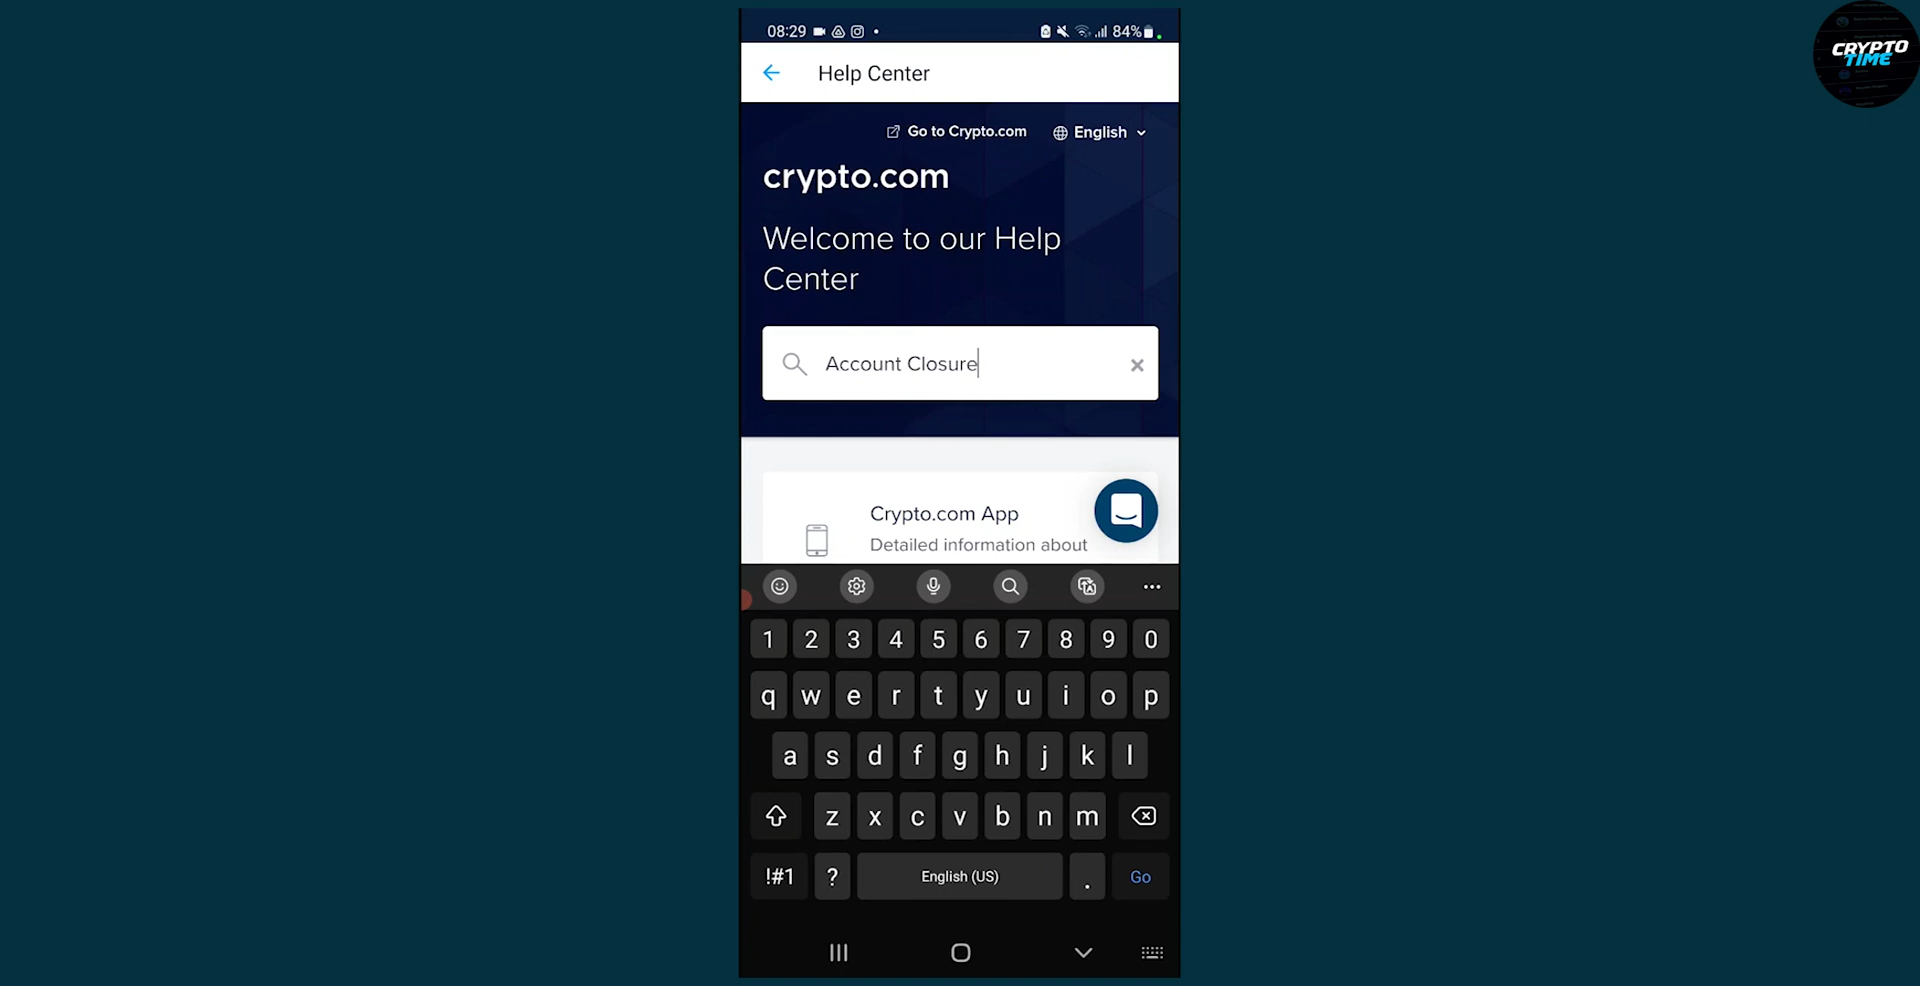 08:29
84%
CRYPTO
TIME
Help Center
Go to Crypto.com
English
crypto.com
Welcome to our Help
Center
Account Closure
Crypto.com App
Detailed information about
1 2 3 4 5 6 7 8 9 0
q w e r t y u i o p
a s d f g h j k l
z x c v b n m
!#1 ? English (US) . Go